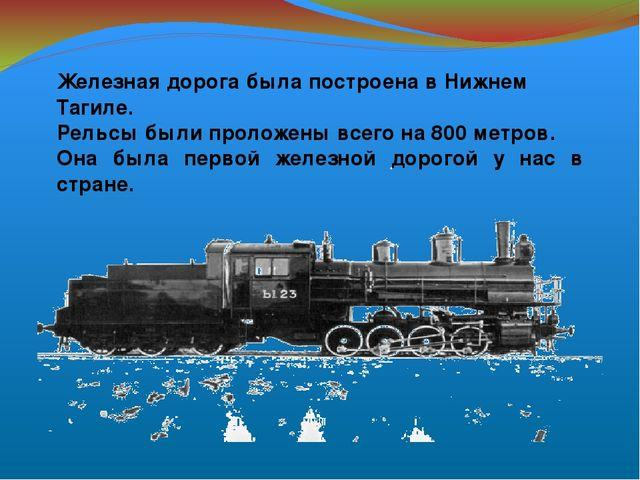 Железная дорога была построена в Нижнем
Тагиле.
Рельсы были проложены всего на 800 метров.
Она была первой железной дорогой у нас в
стране.
Ы 23